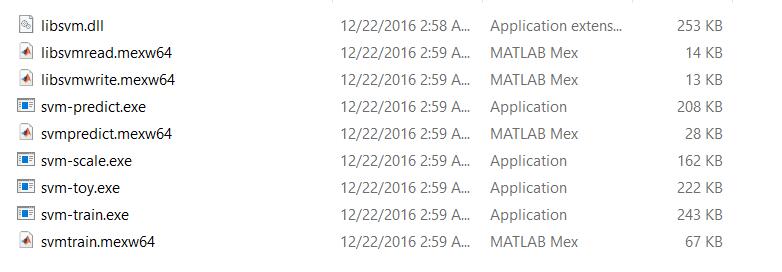 libsvm.dll 12/22/2016 2:58 A... Application extens... 253 KB
libsvmread.mexw64 12/22/2016 2:59 A... MATLAB Mex 14 KB
libsvmwrite.mexw64 12/22/2016 2:59 A... MATLAB Mex 13 KB
svm-predict.exe 12/22/2016 2:59 A... Application 208 KB
svmpredict.mexw64 12/22/2016 2:59 A... MATLAB Mex 28 KB
svm-scale.exe 12/22/2016 2:59 A... Application 162 KB
svm-toy.exe 12/22/2016 2:59 A... Application 222 KB
svm-train.exe 12/22/2016 2:59 A... Application 243 KB
svmtrain.mexw64 12/22/2016 2:59 A... MATLAB Mex 67 KB